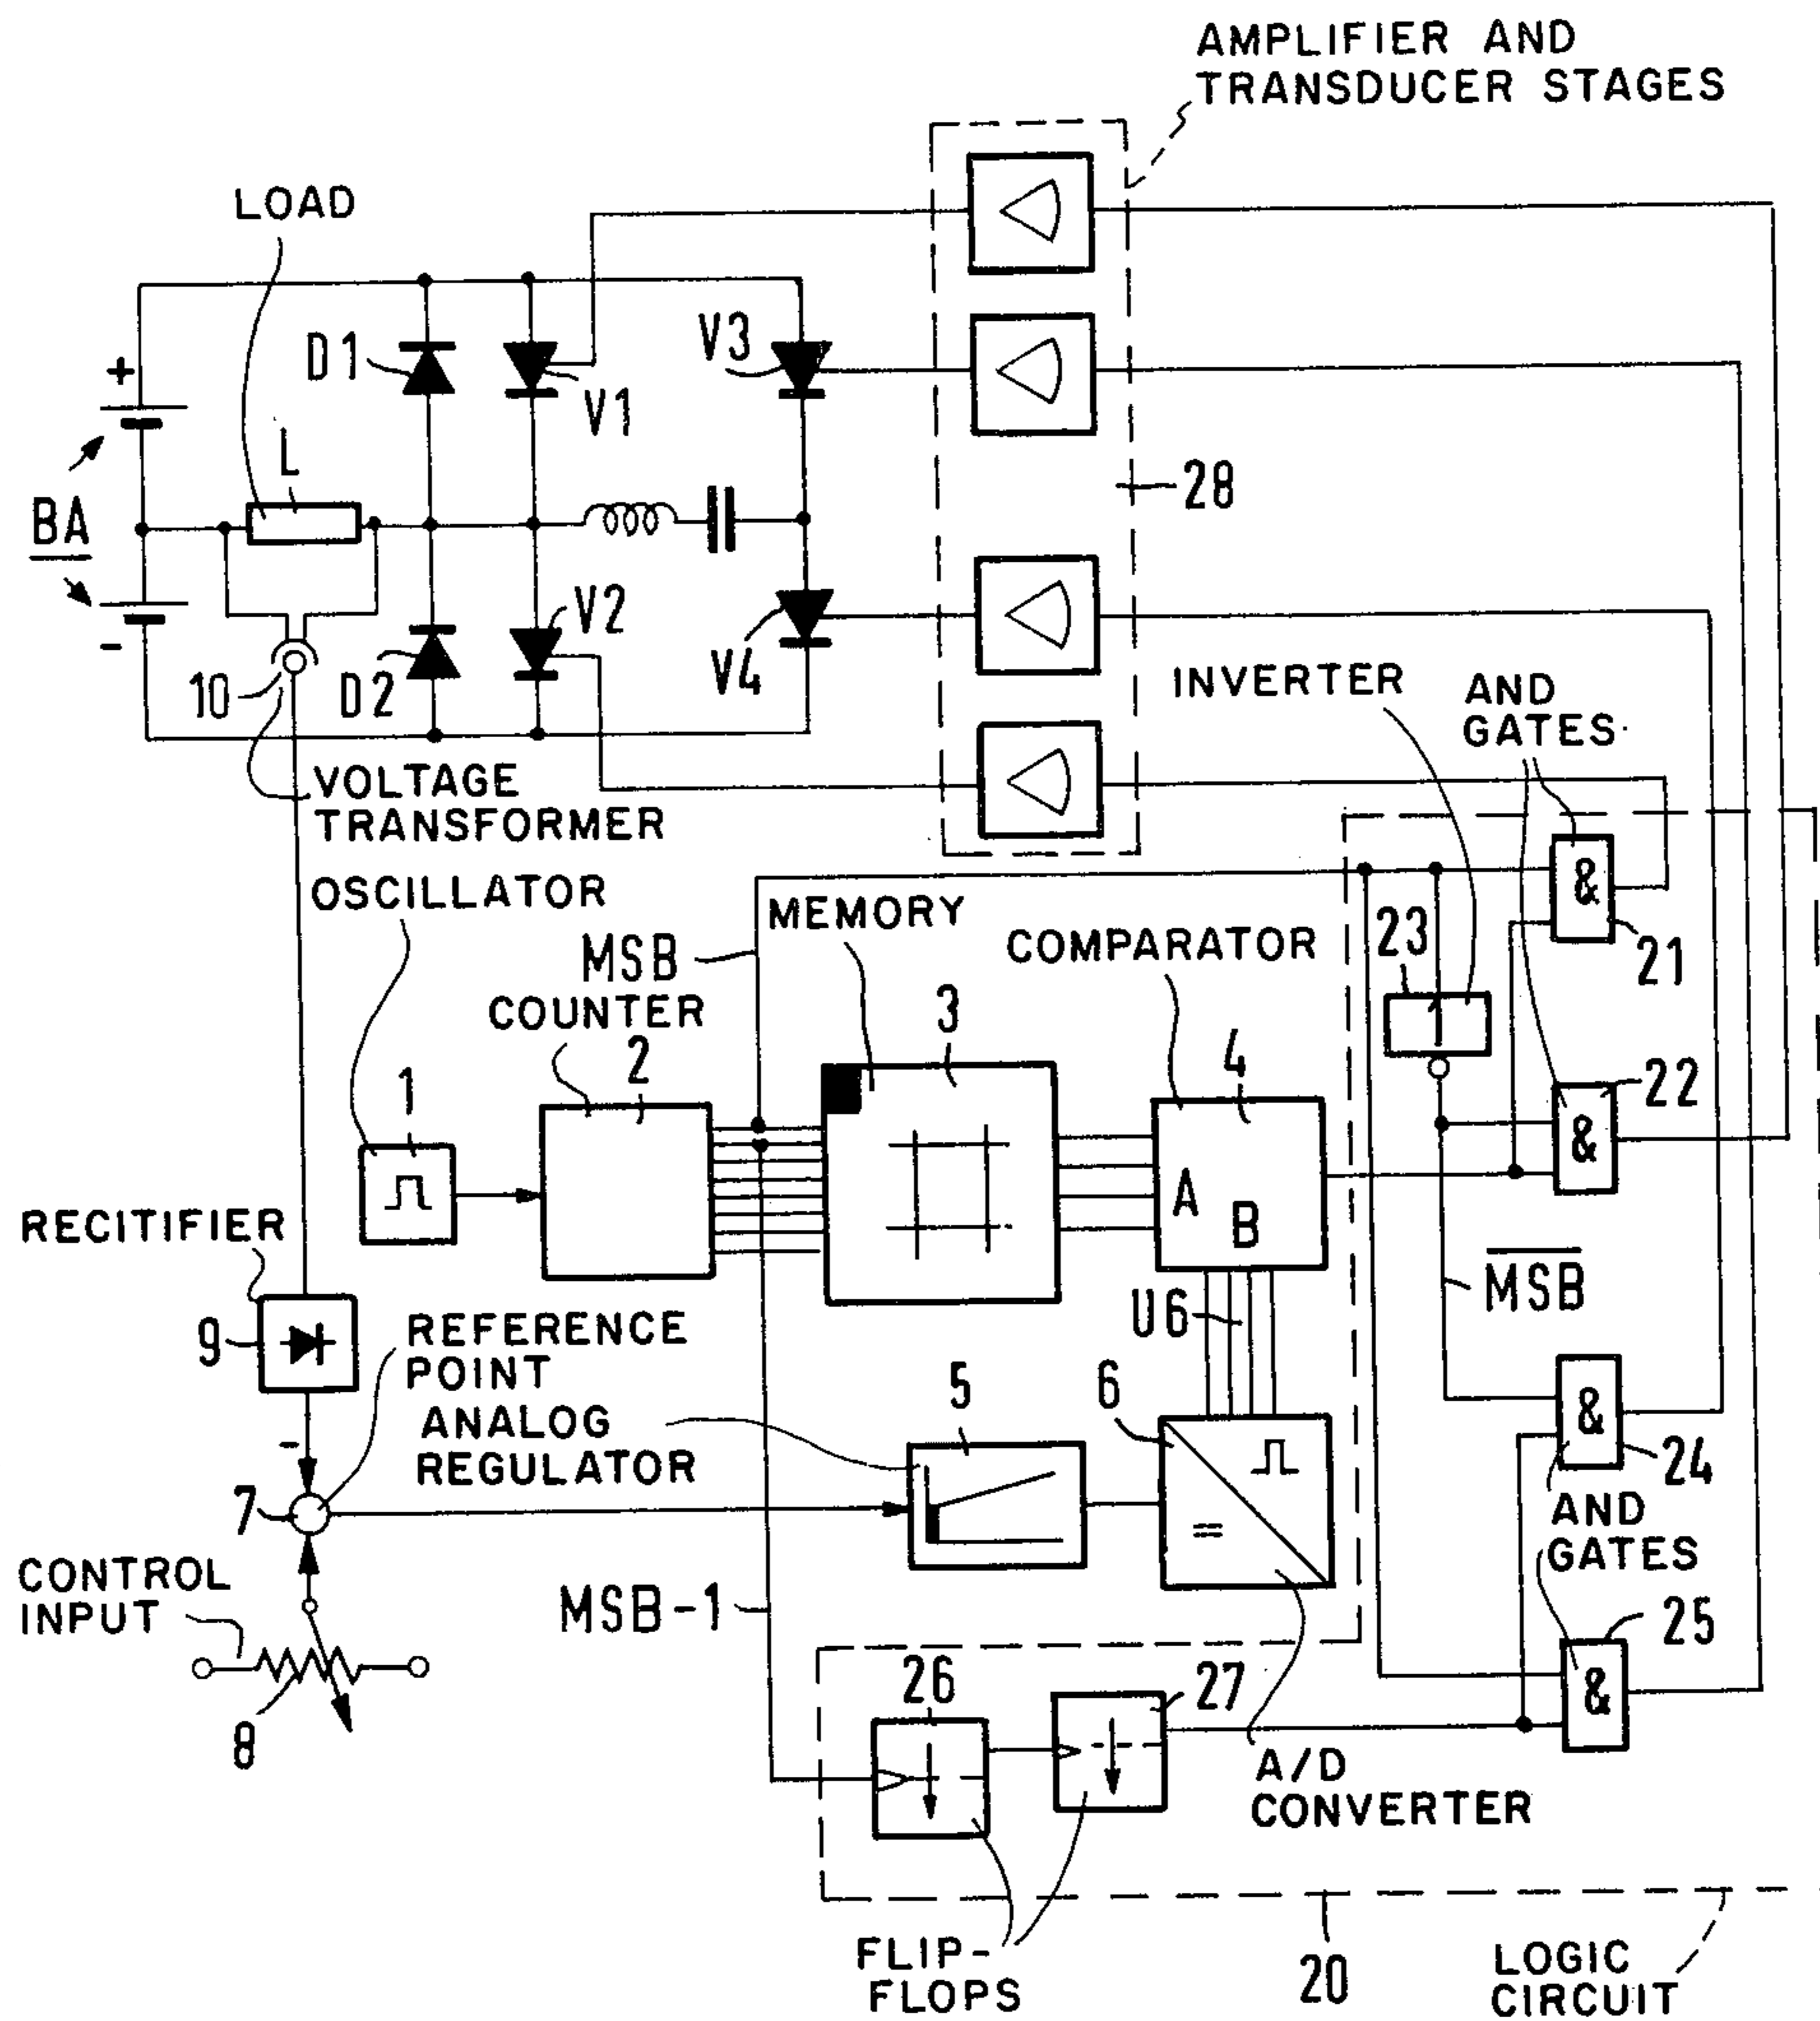 AMPLIFIER AND
TRANSDUCER STAGES
LOAD
D1
V1
V3
+
L
BA
28
-
V2
D2
V4
10
INVERTER
AND
GATES
VOLTAGE
TRANSFORMER
OSCILLATOR
MEMORY
&
23
21
MSB
COMPARATOR
COUNTER
1
2
3
4
22
&
A
B
RECITIFIER
MSB
U6
9
REFERENCE
POINT
5
6
&
24
ANALOG
REGULATOR
-
7
=
AND
GATES
CONTROL
INPUT
MSB-1
25
&
8
26
27
A/D
CONVERTER
FLIP-
FLOPS
20
LOGIC
CIRCUIT